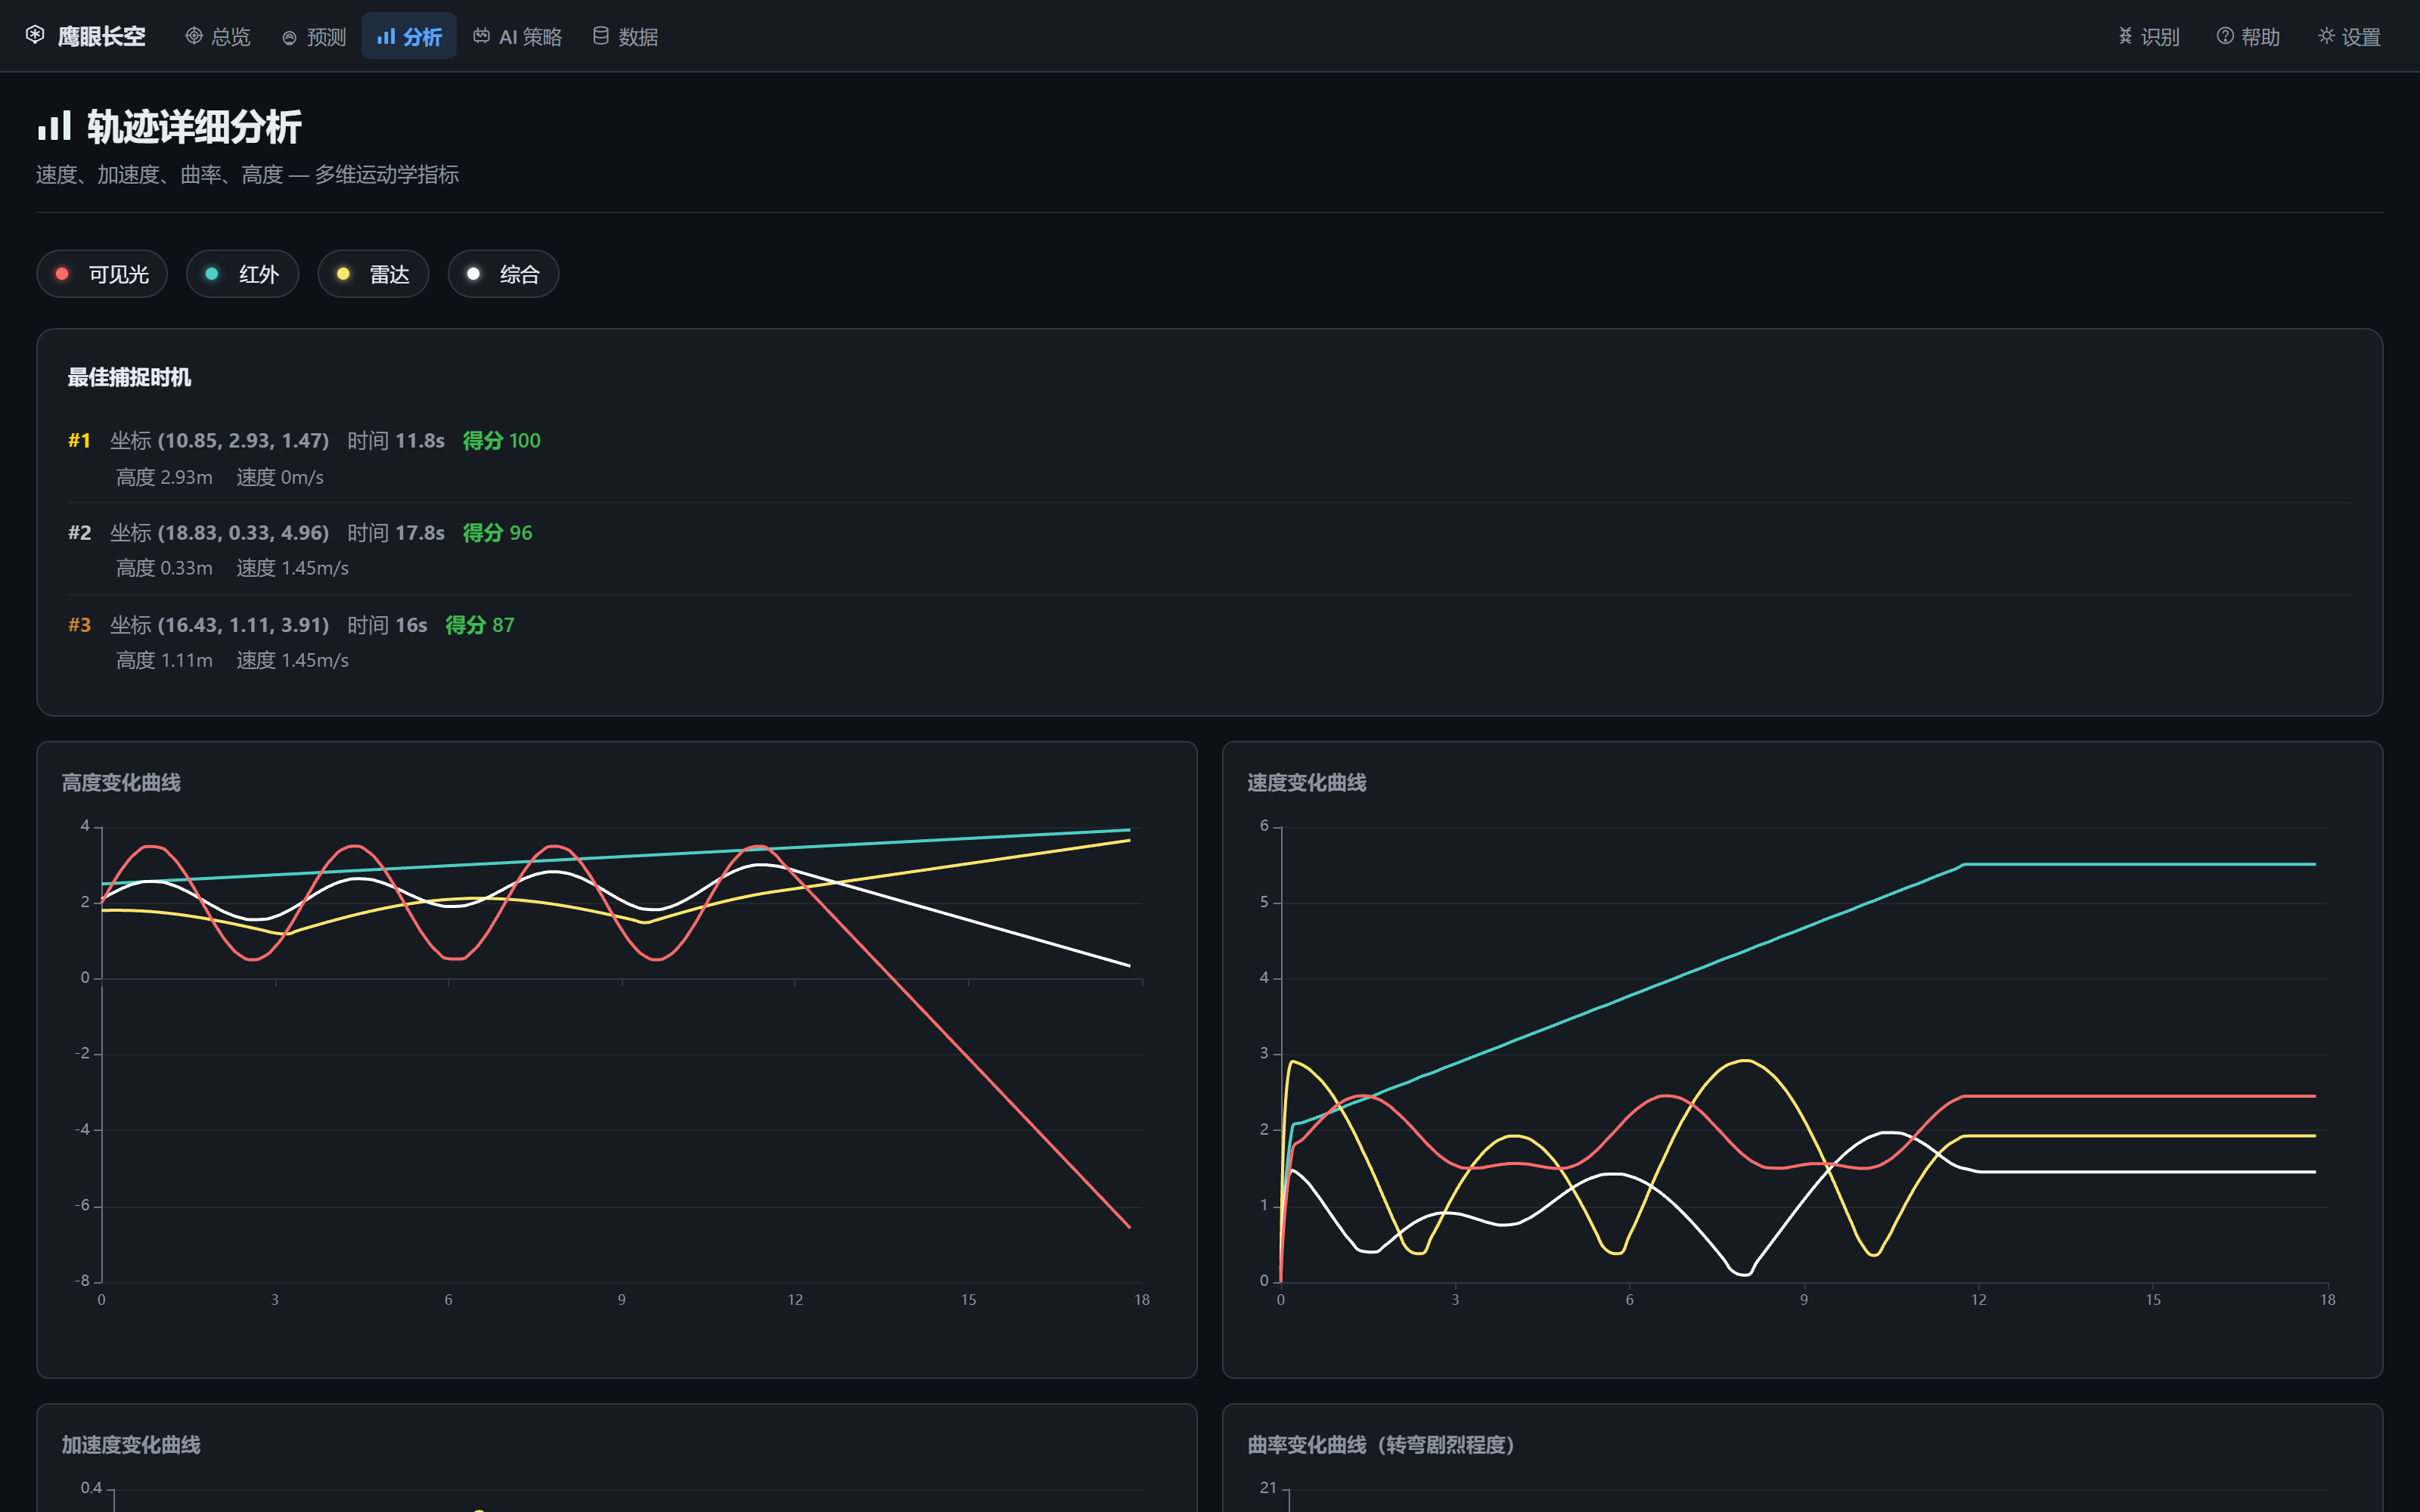 鹰眼长空 总览 预测 分析 AI 策略 数据 识别 帮助 设置
轨迹详细分析
速度、加速度、曲率、高度 — 多维运动学指标
可见光 红外 雷达 综合
最佳捕捉时机
#1 坐标 (10.85, 2.93, 1.47) 时间 11.8s 得分 100
高度 2.93m 速度 0m/s
#2 坐标 (18.83, 0.33, 4.96) 时间 17.8s 得分 96
高度 0.33m 速度 1.45m/s
#3 坐标 (16.43, 1.11, 3.91) 时间 16s 得分 87
高度 1.11m 速度 1.45m/s
高度变化曲线
4
2
0
-2
-4
-6
-8
0 3 6 9 12 15 18
速度变化曲线
6
5
4
3
2
1
0
0 3 6 9 12 15 18
加速度变化曲线
0.4
曲率变化曲线（转弯剧烈程度）
21